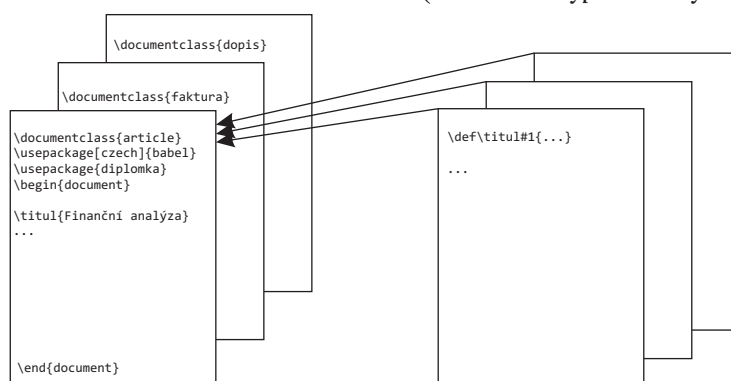 \documentclass{dopis}
\documentclass{faktura}
\documentclass{article}
\usepackage[czech]{babel}
\usepackage{diplomka}
\begin{document}
\titul{Finanční analýza}
...
\end{document}
\def\titul#1{...}
...